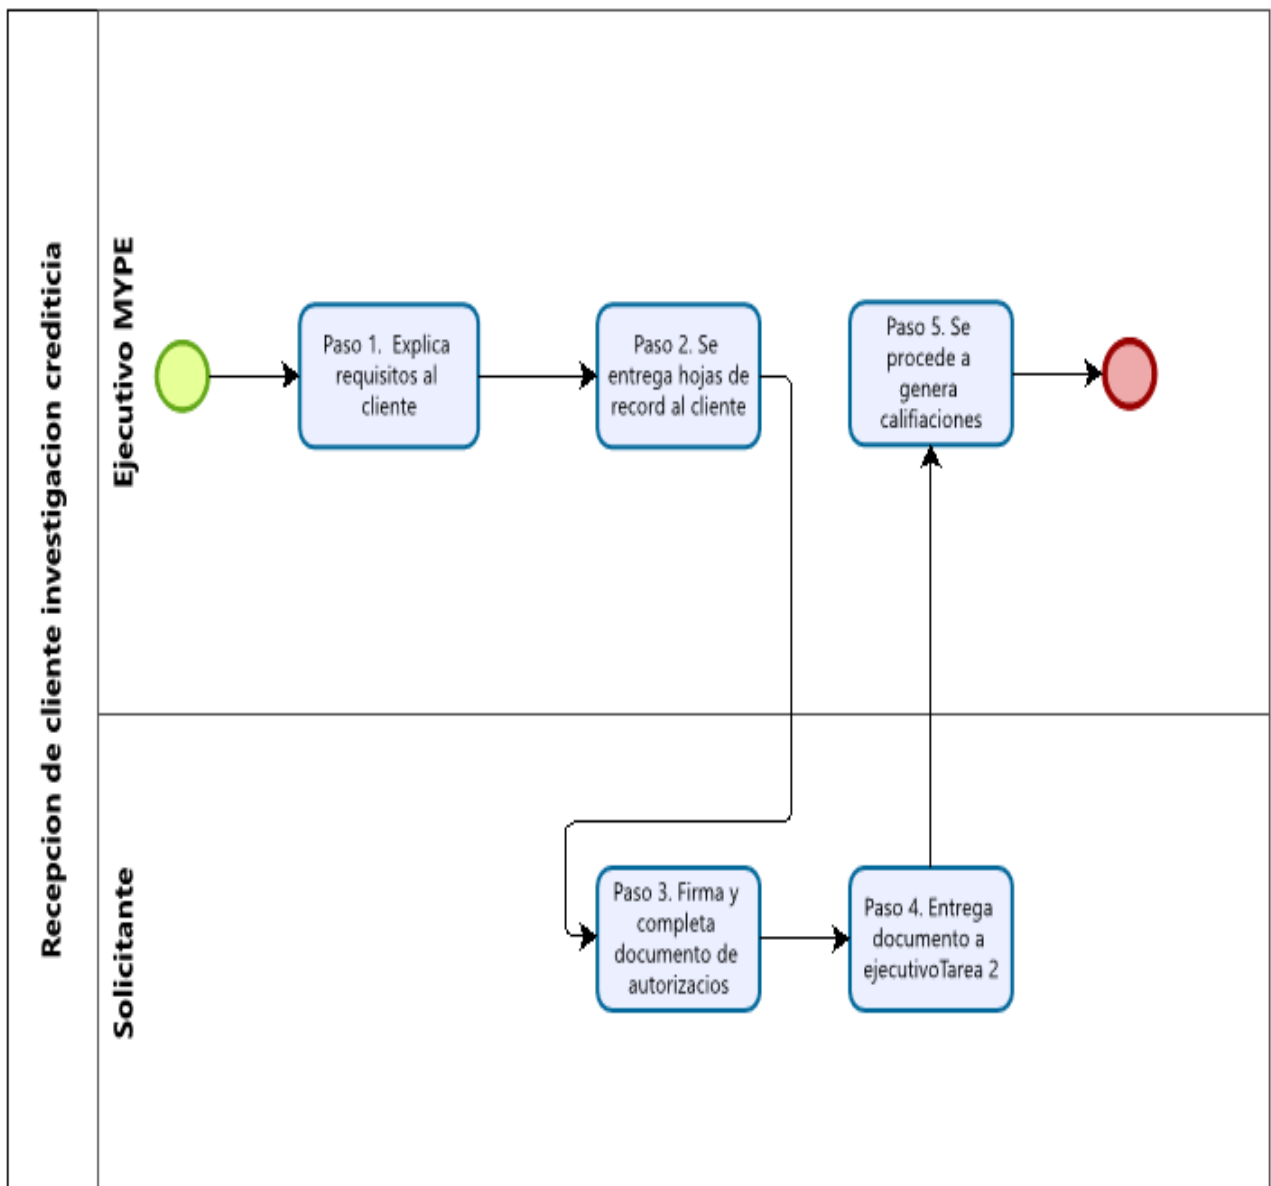 Recepcion de cliente investigacion crediticia
Ejecutivo MYPE
Paso 1.  Explica
requisitos al
cliente
Paso 2. Se
entrega hojas de
record al cliente
Paso 5. Se
procede a
genera
califiaciones
Solicitante
Paso 3. Firma y
completa
documento de
autorizacios
Paso 4. Entrega
documento a
ejecutivoTarea 2